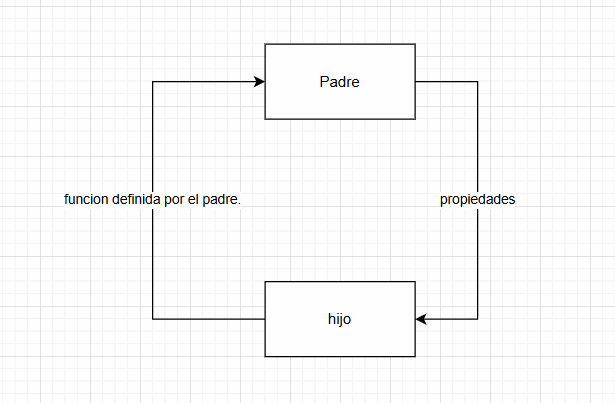 Padre
funcion definida por el padre.
propiedades
hijo